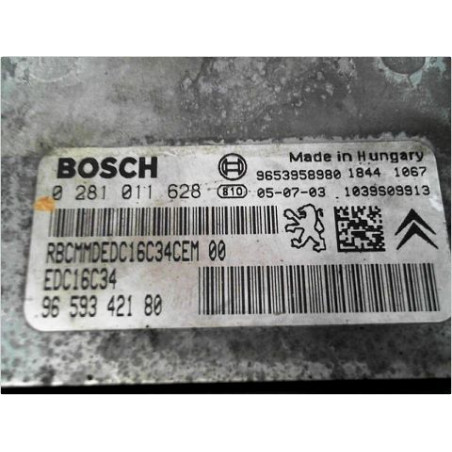 BOSCH
Made in Hungary
9653958980 1844 1067
0 281 011 628 810 05-07-03 1039S09913
RBCMMDEDC16C34CEM 00
EDC16C34
96 593 421 80